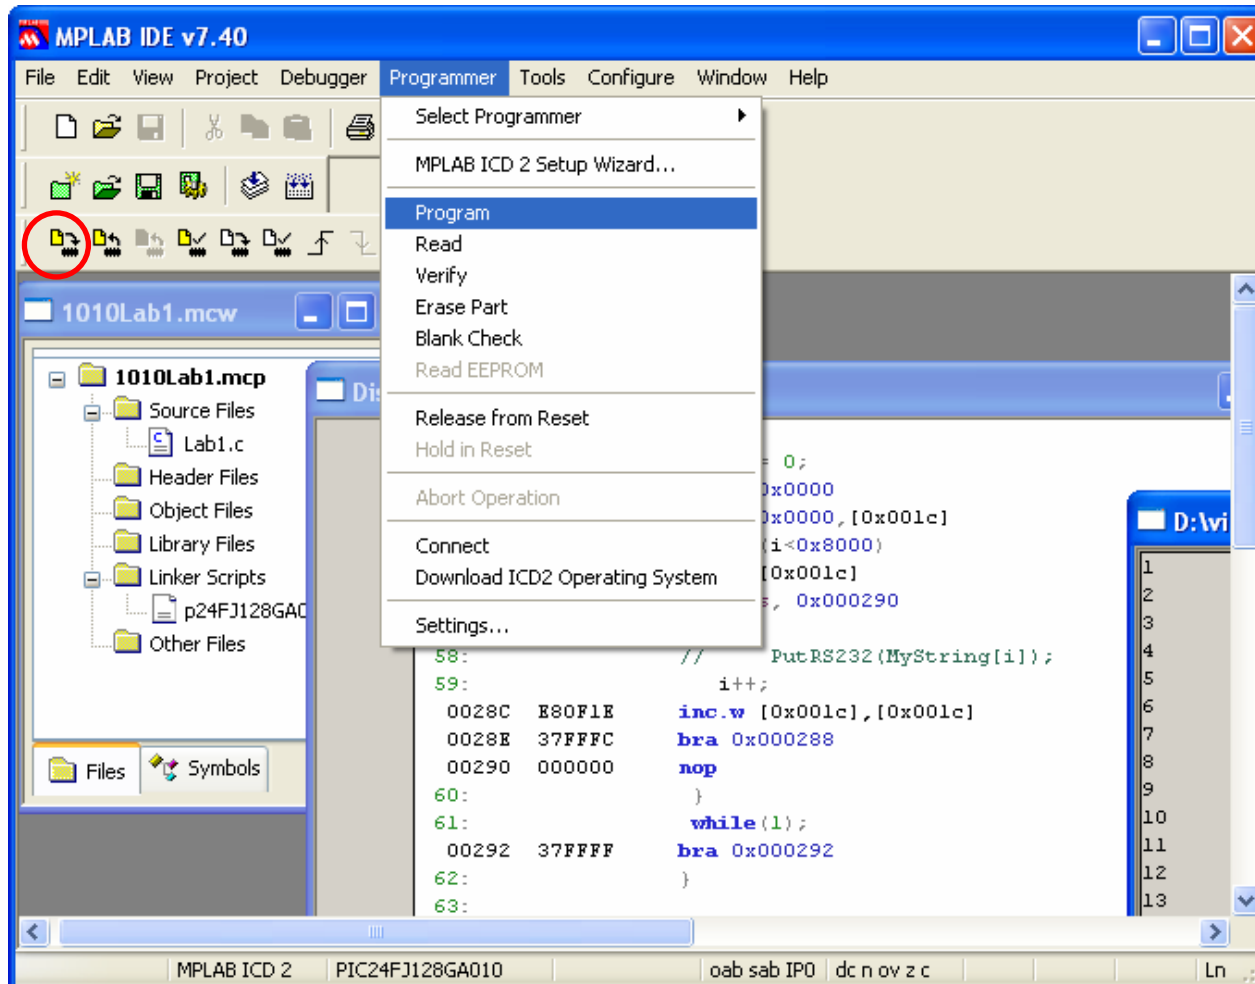 MPLAB IDE v7.40
File Edit View Project Debugger Programmer Tools Configure Window Help
Select Programmer
MPLAB ICD 2 Setup Wizard...
Program
Read
Verify
Erase Part
Blank Check
Read EEPROM
Release from Reset
Hold in Reset
Abort Operation
Connect
Download ICD2 Operating System
Settings...
1010Lab1.mcw
1010Lab1.mcp
Source Files
Lab1.c
Header Files
Object Files
Library Files
Linker Scripts
p24FJ128GA0
Other Files
Files Symbols
Dis
= 0;
0x0000
0x0000,[0x001c]
(i<0x8000)
[0x001c]
s, 0x000290
58: // PutRS232(MyString[i]);
59: i++;
0028C E80F1E inc.w [0x001c],[0x001c]
0028E 37FFFC bra 0x000288
00290 000000 nop
60: }
61: while(1);
00292 37FFFF bra 0x000292
62: }
63:
D:\wi
1
2
3
4
5
6
7
8
9
10
11
12
13
MPLAB ICD 2 PIC24FJ128GA010 oab sab IP0 dc n ov z c Ln